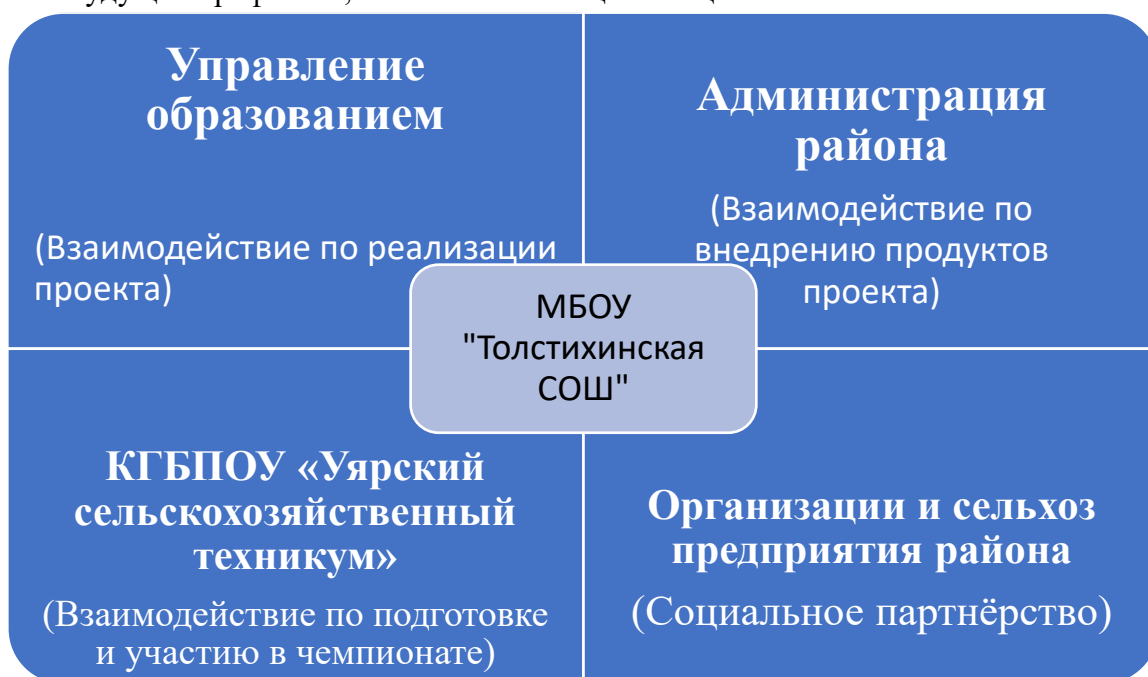 Управление
образованием
(Взаимодействие по реализации
проекта)
Администрация
района
(Взаимодействие по
внедрению продуктов
проекта)
МБОУ
"Толстихинская
СОШ"
КГБПОУ «Уярский
сельскохозяйственный
техникум»
(Взаимодействие по подготовке
и участию в чемпионате)
Организации и сельхоз
предприятия района
(Социальное партнёрство)